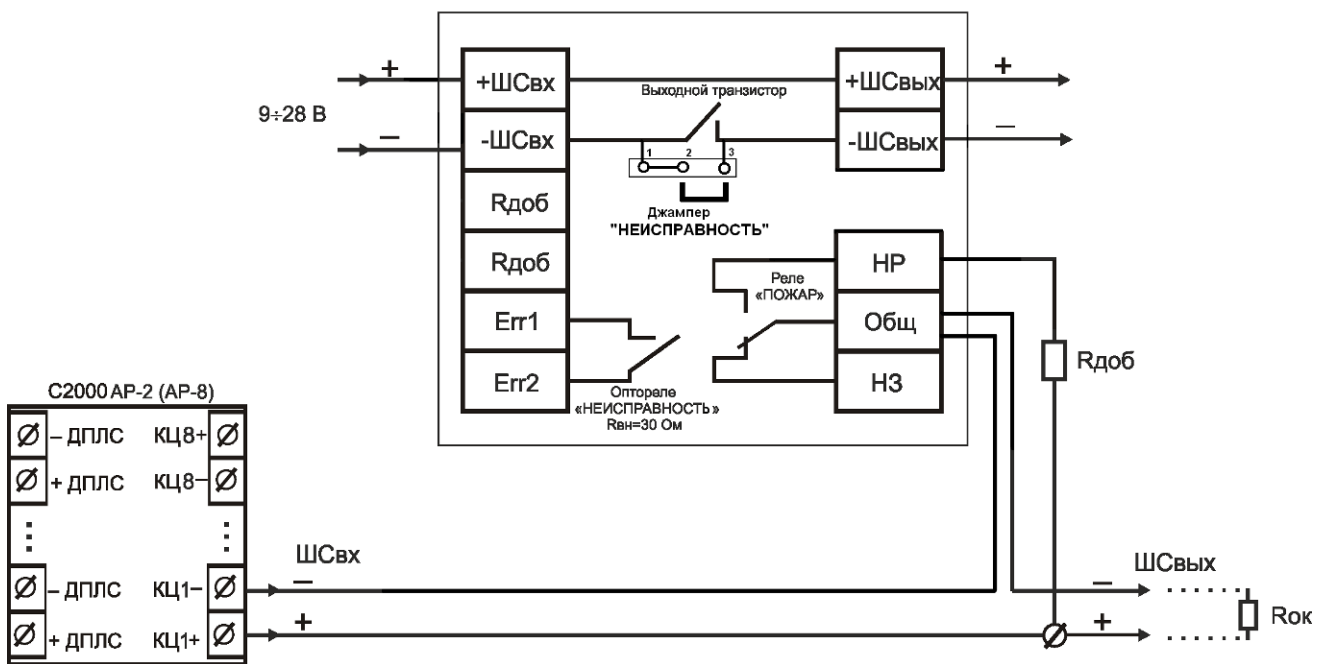 + +
+ШСвх +ШСвых
Выходной транзистор
9÷28 В
– –
-ШСвх -ШСвых
1 2 3
Rдоб
Джампер
"НЕИСПРАВНОСТЬ"
Rдоб НР
Реле
«ПОЖАР»
Err1 Общ
Rдоб
Err2 НЗ
Оптореле
«НЕИСПРАВНОСТЬ»
Rвн=30 Ом
С2000 АР-2 (АР-8)
– ДПЛС КЦ8+
+ ДПЛС КЦ8–
ШСвх ШСвых
– ДПЛС КЦ1– – –
Rок
+ ДПЛС КЦ1+ + +